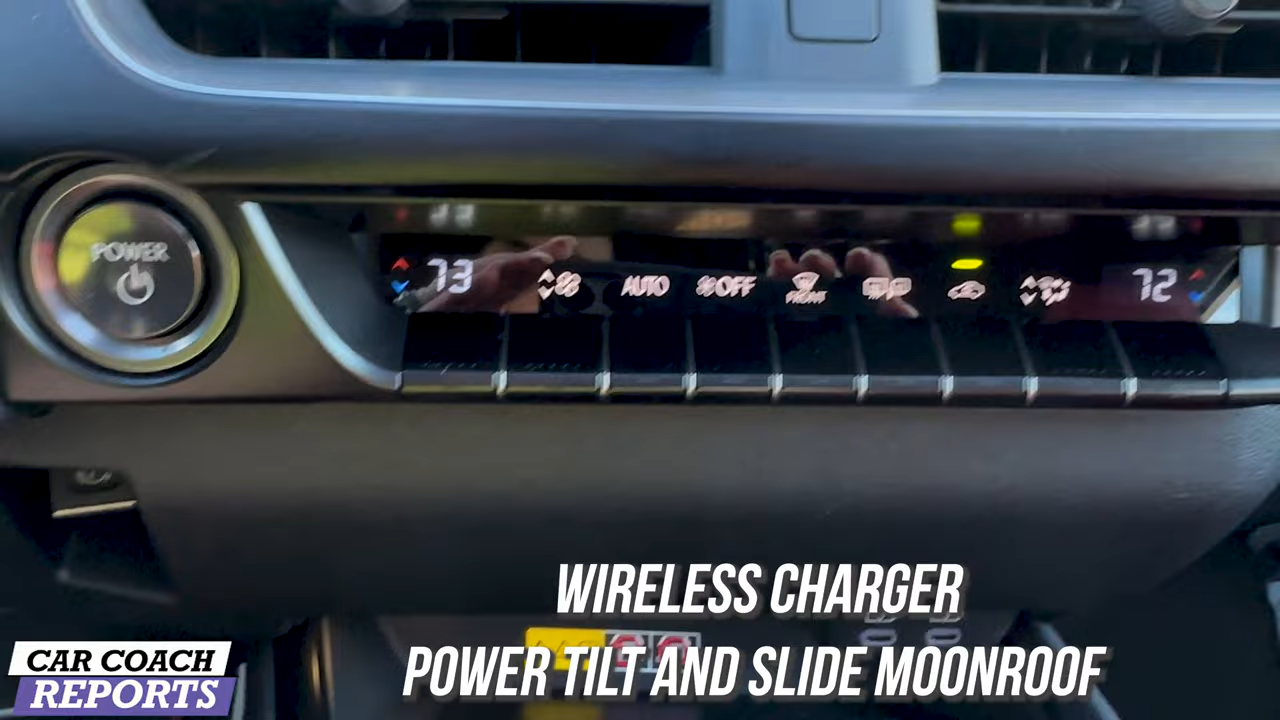 POWER
73
AUTO
OFF
FRONT
72
WIRELESS CHARGER
POWER TILT AND SLIDE MOONROOF
CAR COACH
REPORTS